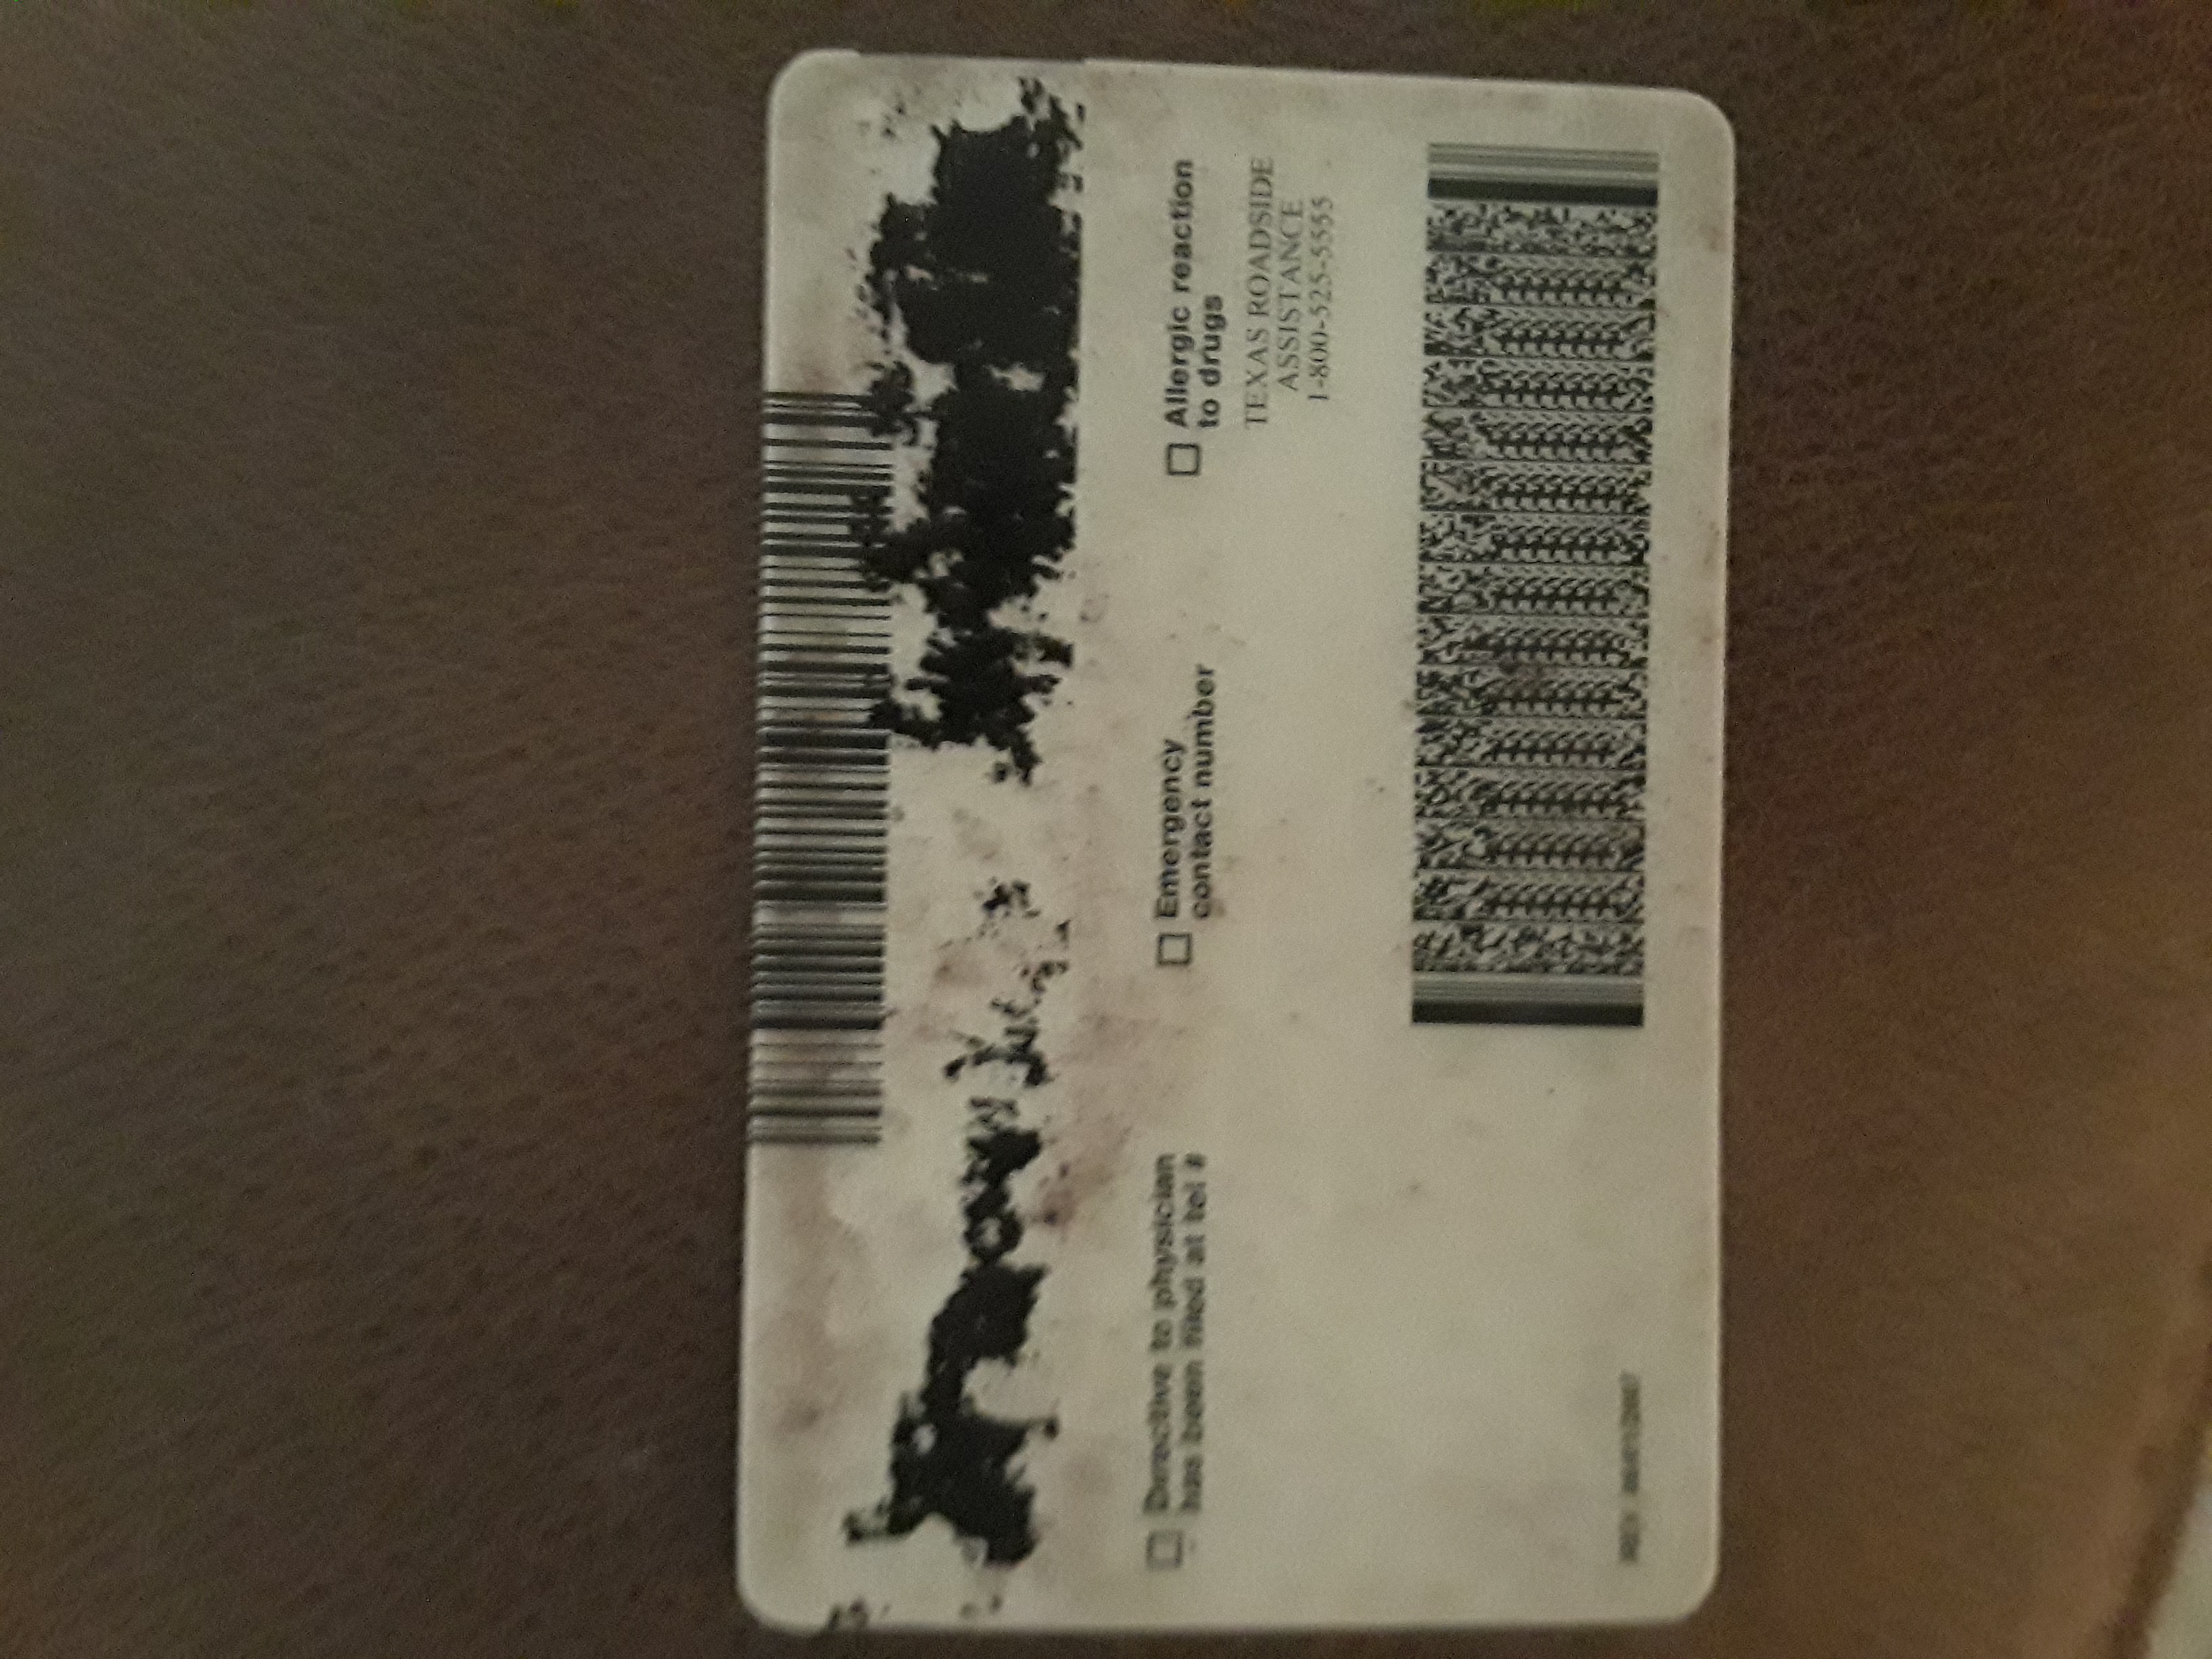 Directive to physician
has been filed at tel #
Emergency
contact number
Allergic reaction
to drugs
TEXAS ROADSIDE
ASSISTANCE
1-800-525-5555
REV.